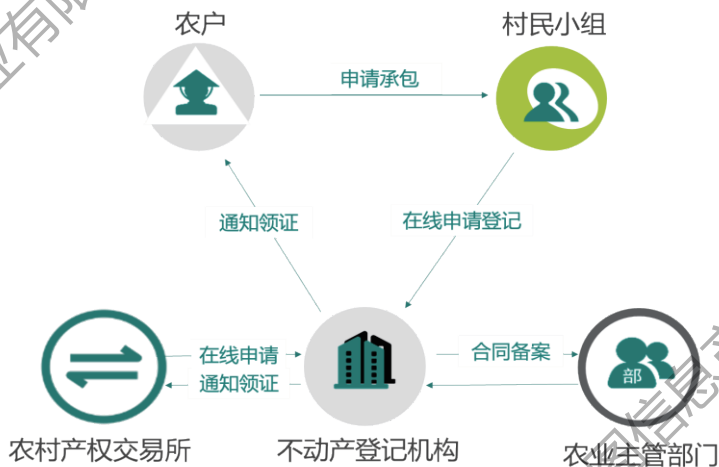 农户
村民小组
申请承包
通知领证
在线申请登记
在线申请
通知领证
合同备案
部
农村产权交易所
不动产登记机构
农业主管部门